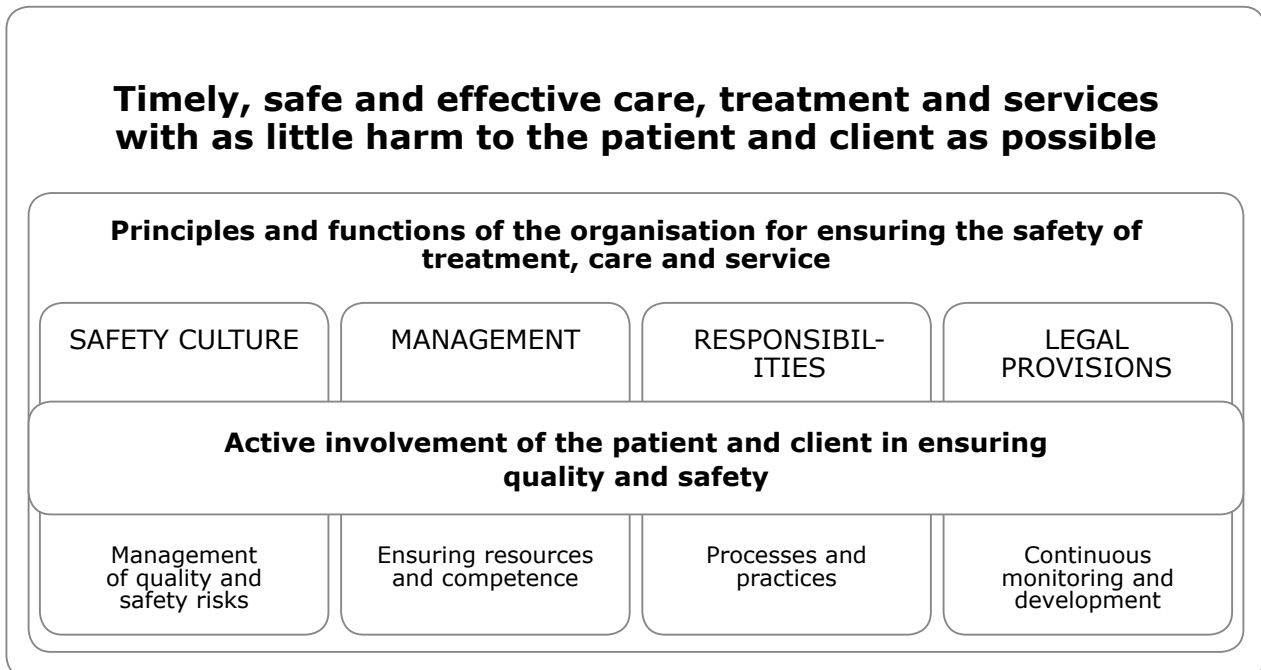 Timely, safe and effective care, treatment and services
with as little harm to the patient and client as possible
Principles and functions of the organisation for ensuring the safety of
treatment, care and service
SAFETY CULTURE
MANAGEMENT
RESPONSIBIL-
ITIES
LEGAL
PROVISIONS
Active involvement of the patient and client in ensuring
quality and safety
Management
of quality and
safety risks
Ensuring resources
and competence
Processes and
practices
Continuous
monitoring and
development